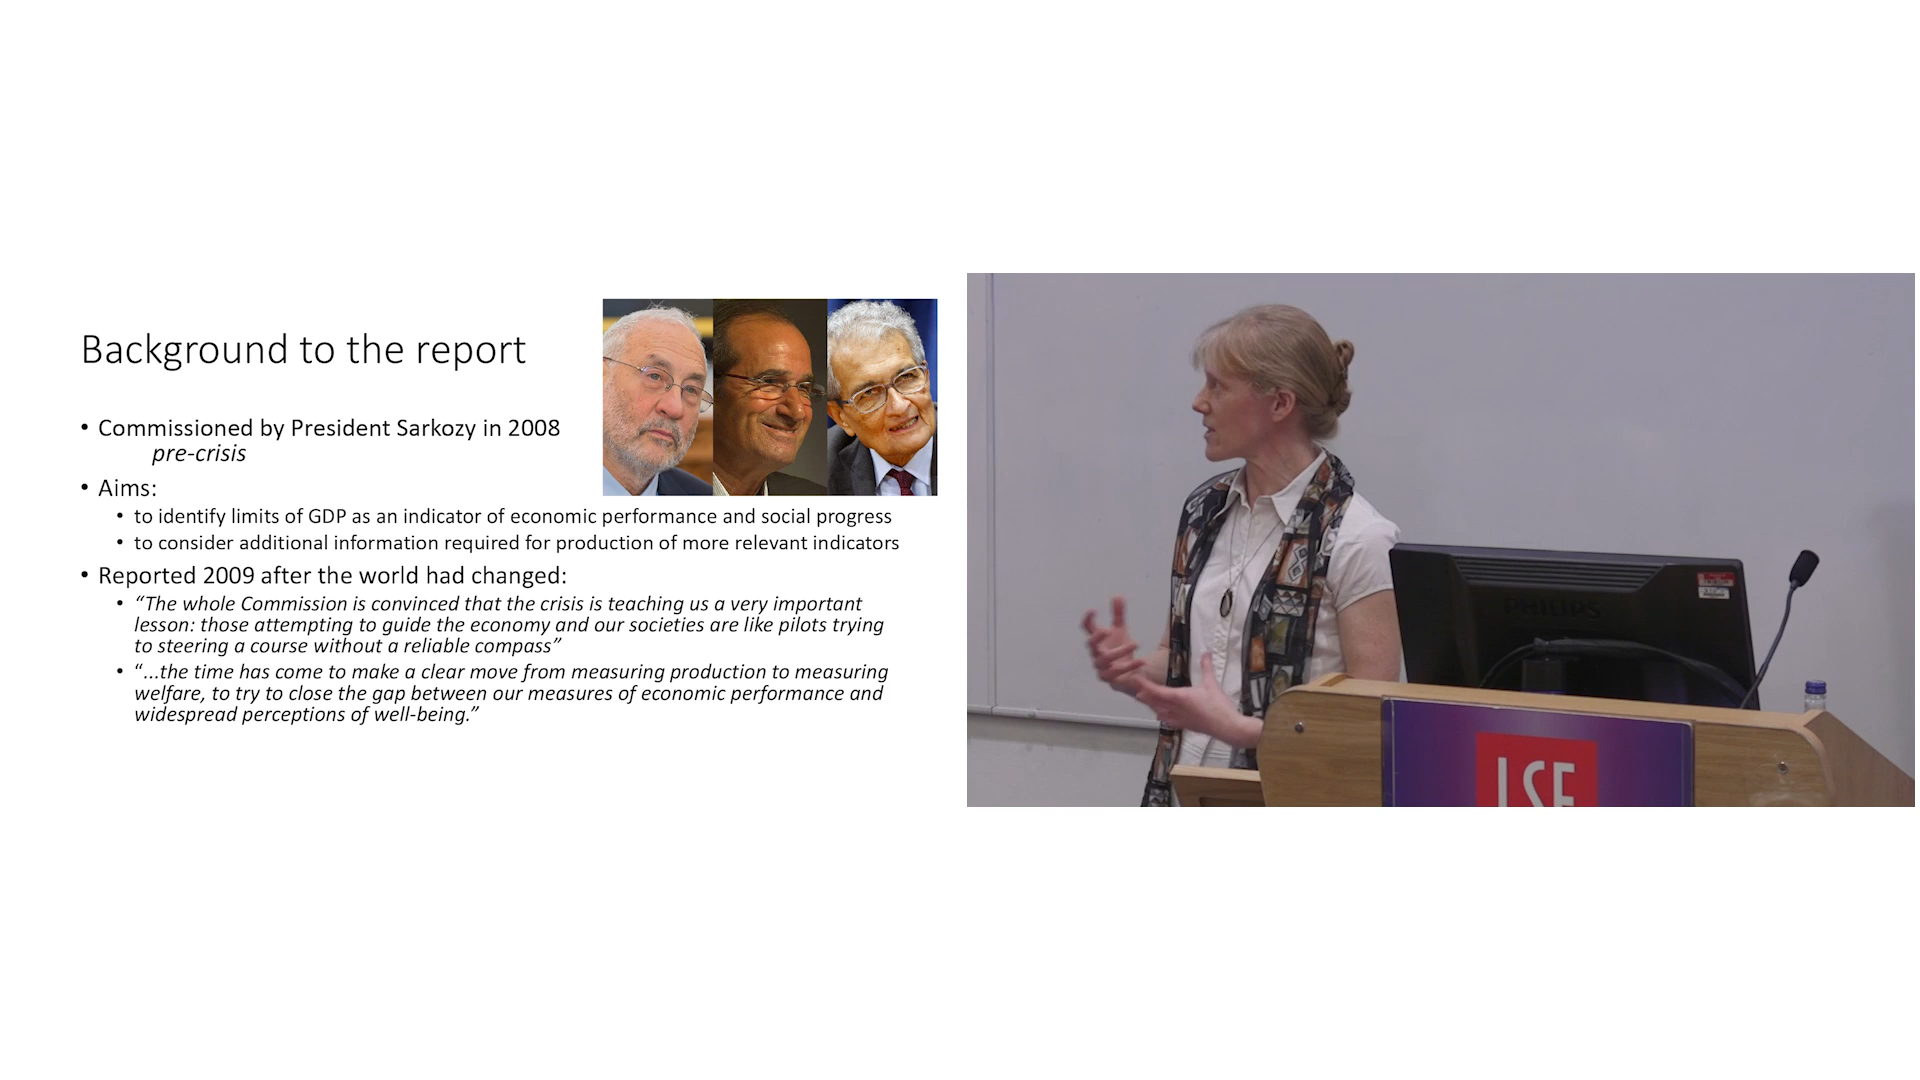 Background to the report
• Commissioned by President Sarkozy in 2008
pre-crisis
• Aims:
• to identify limits of GDP as an indicator of economic performance and social progress
• to consider additional information required for production of more relevant indicators
• Reported 2009 after the world had changed:
• “The whole Commission is convinced that the crisis is teaching us a very important
lesson: those attempting to guide the economy and our societies are like pilots trying
to steering a course without a reliable compass”
• “...the time has come to make a clear move from measuring production to measuring
welfare, to try to close the gap between our measures of economic performance and
widespread perceptions of well-being.”
PHILIPS
LSE